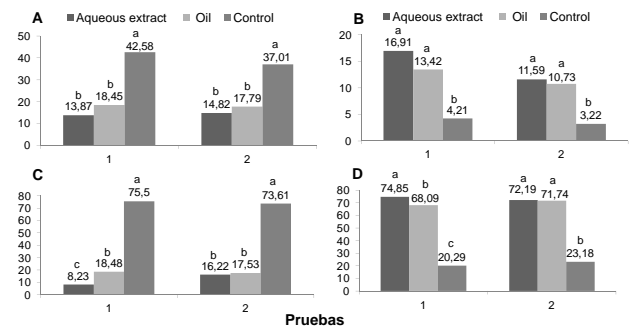 A
■ Aqueous extract ■ Oil ■ Control
50
40
30
20
10
0
b
13,87
b
18,45
a
42,58
b
14,82
b
17,79
a
37,01
1
2
B
■ Aqueous extract ■ Oil ■ Control
20
15
10
5
0
a
16,91
a
13,42
b
4,21
a
11,59
a
10,73
b
3,22
1
2
C
80
70
60
50
40
30
20
10
0
c
8,23
b
18,48
a
75,5
b
16,22
b
17,53
a
73,61
1
2
D
80
70
60
50
40
30
20
10
0
a
74,85
b
68,09
c
20,29
a
72,19
a
71,74
b
23,18
1
2
Pruebas